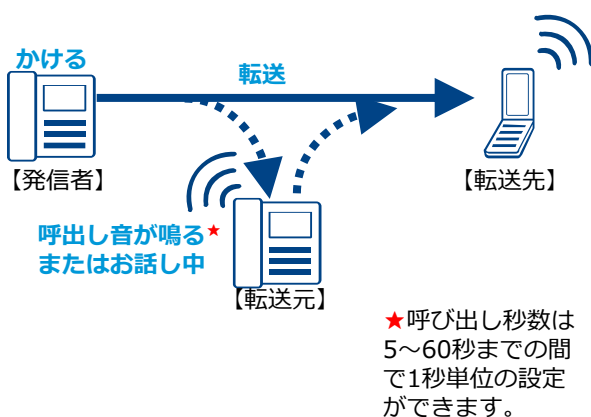 かける
転送
【発信者】
【転送先】
呼出し音が鳴る★
またはお話し中
【転送元】
★呼び出し秒数は
5~60秒までの間
で1秒単位の設定
ができます。